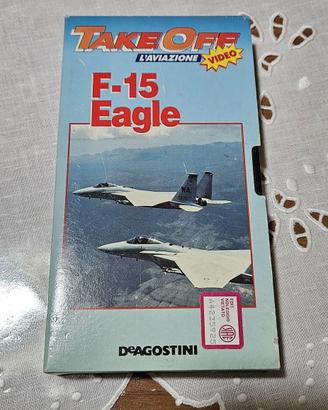 TAKE OFF
L'AVIAZIONE
VIDEO
F-15
Eagle
DEAGOSTINI